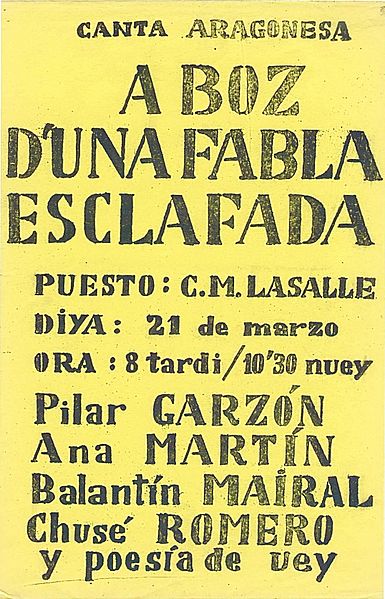 CANTA ARAGONESA
A BOZ
D'UNA FABLA
ESCLAFADA
PUESTO: C.M. LASALLE
DIYA: 21 de marzo
ORA: 8 tardi/10'30 nuey
Pilar GARZÓN
Ana MARTÍN
Balantín MAIRAL
Chusé ROMERO
y poesía de uey